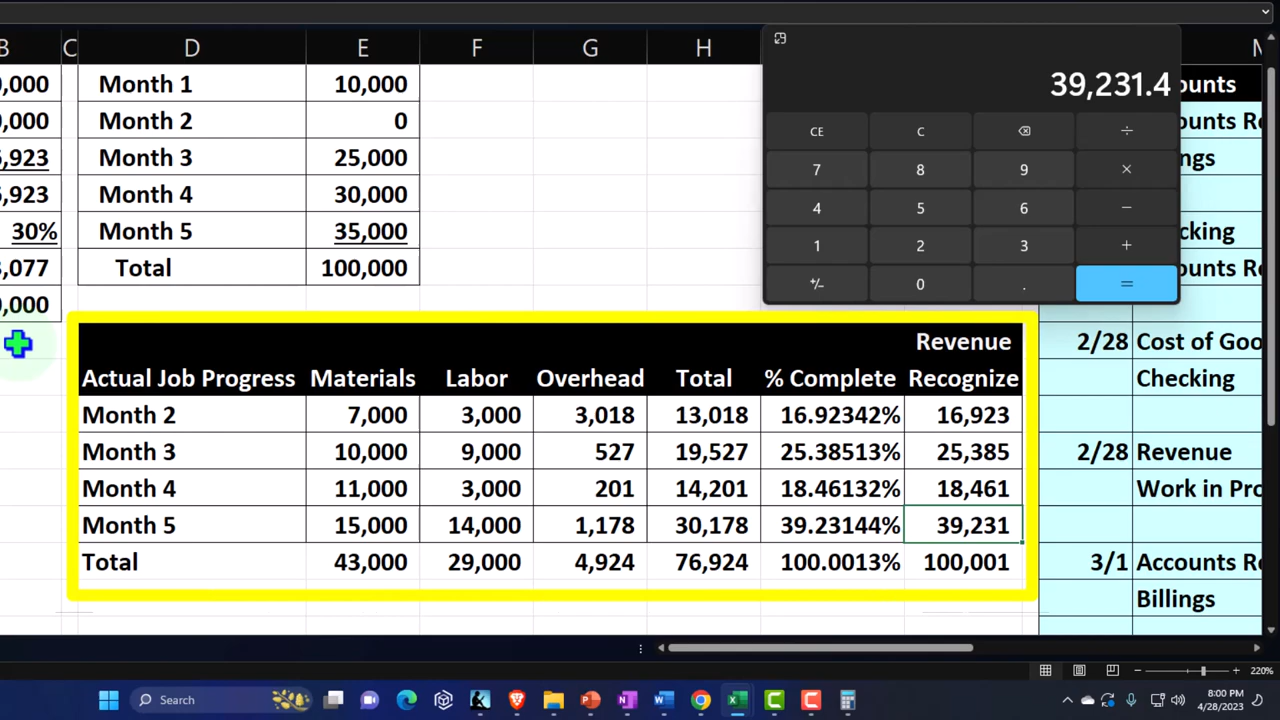 B C D E F G H
0,000 Month 1 10,000
0,000 Month 2 0
,923 Month 3 25,000
,923 Month 4 30,000
30% Month 5 35,000
,077 Total 100,000
0,000
39,231.4
CE C ÷
7 8 9 ×
4 5 6 −
1 2 3 +
+/− 0 . =
ounts
ounts Re
ngs
cking
ounts Re
Revenue
Actual Job Progress Materials Labor Overhead Total % Complete Recognize
Month 2 7,000 3,000 3,018 13,018 16.92342% 16,923
Month 3 10,000 9,000 527 19,527 25.38513% 25,385
Month 4 11,000 3,000 201 14,201 18.46132% 18,461
Month 5 15,000 14,000 1,178 30,178 39.23144% 39,231
Total 43,000 29,000 4,924 76,924 100.0013% 100,001
2/28 Cost of Goo
Checking
2/28 Revenue
Work in Pro
3/1 Accounts Re
Billings
220%
Search
8:00 PM
4/28/2023